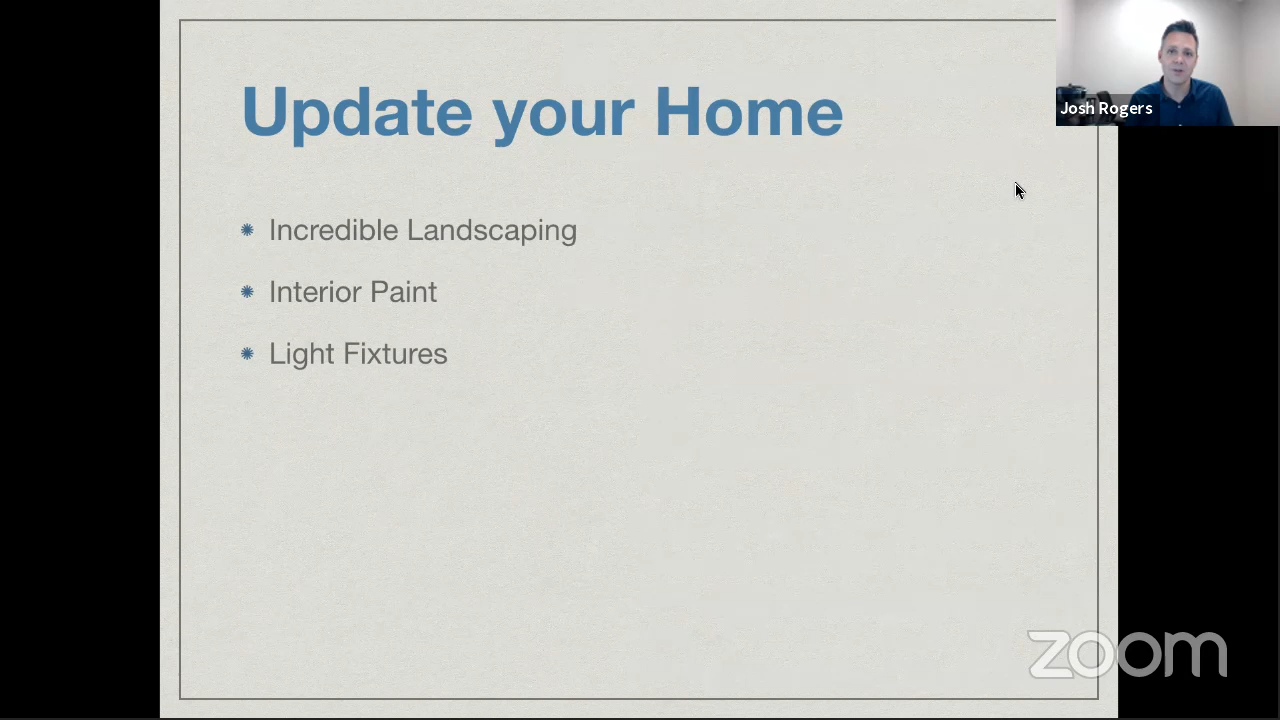 Update your Home
Josh Rogers
Incredible Landscaping
Interior Paint
Light Fixtures
zoom